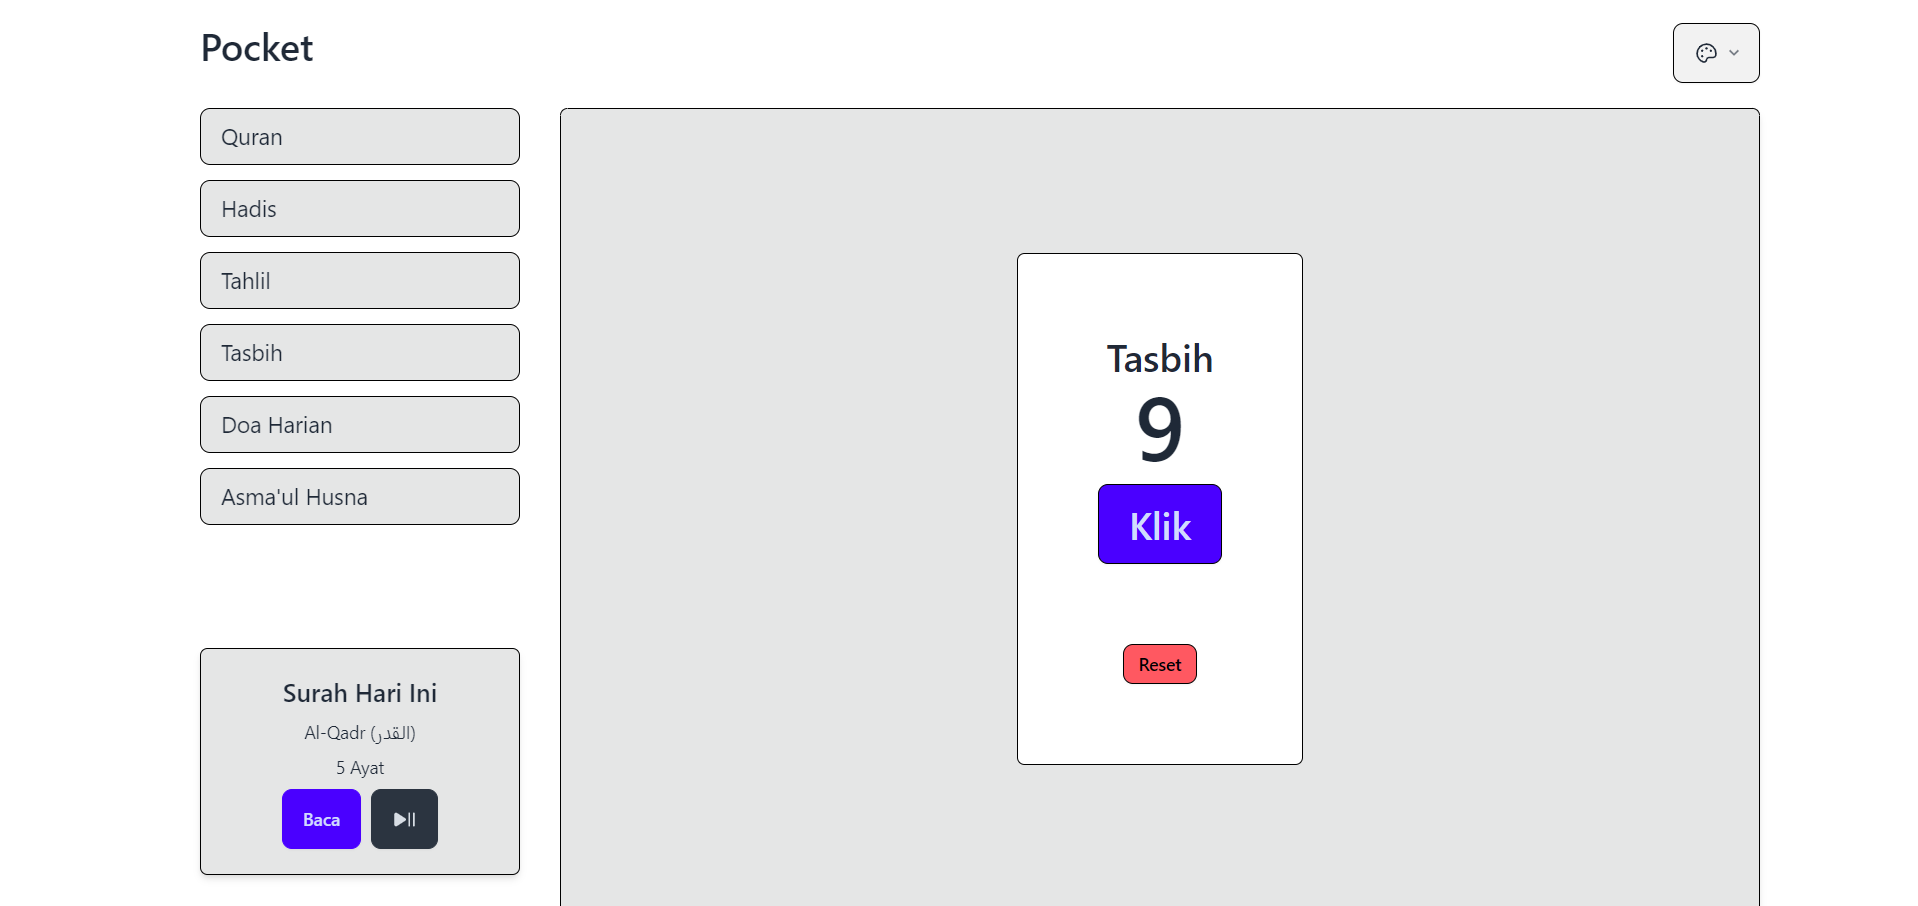 Pocket
Quran
Hadis
Tahlil
Tasbih
Doa Harian
Asma'ul Husna
Surah Hari Ini
Al-Qadr (القدر)
5 Ayat
Baca
Tasbih
9
Klik
Reset